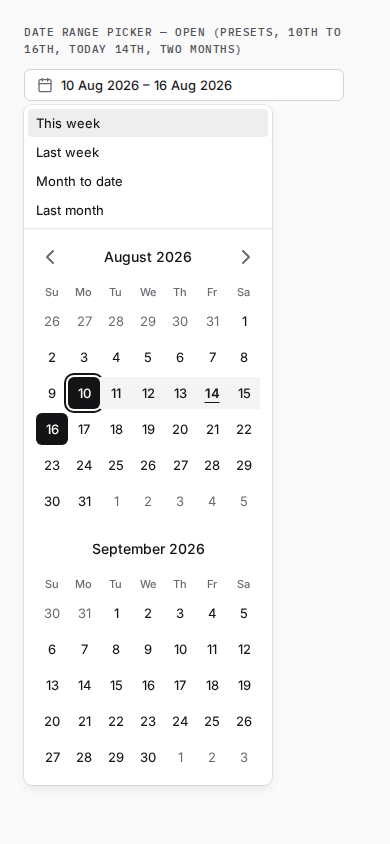 DATE RANGE PICKER — OPEN (PRESETS, 10TH TO
16TH, TODAY 14TH, TWO MONTHS)
10 Aug 2026 – 16 Aug 2026
This week
Last week
Month to date
Last month
August 2026
Su Mo Tu We Th Fr Sa
26 27 28 29 30 31 1
2 3 4 5 6 7 8
9 10 11 12 13 14 15
16 17 18 19 20 21 22
23 24 25 26 27 28 29
30 31 1 2 3 4 5
September 2026
Su Mo Tu We Th Fr Sa
30 31 1 2 3 4 5
6 7 8 9 10 11 12
13 14 15 16 17 18 19
20 21 22 23 24 25 26
27 28 29 30 1 2 3